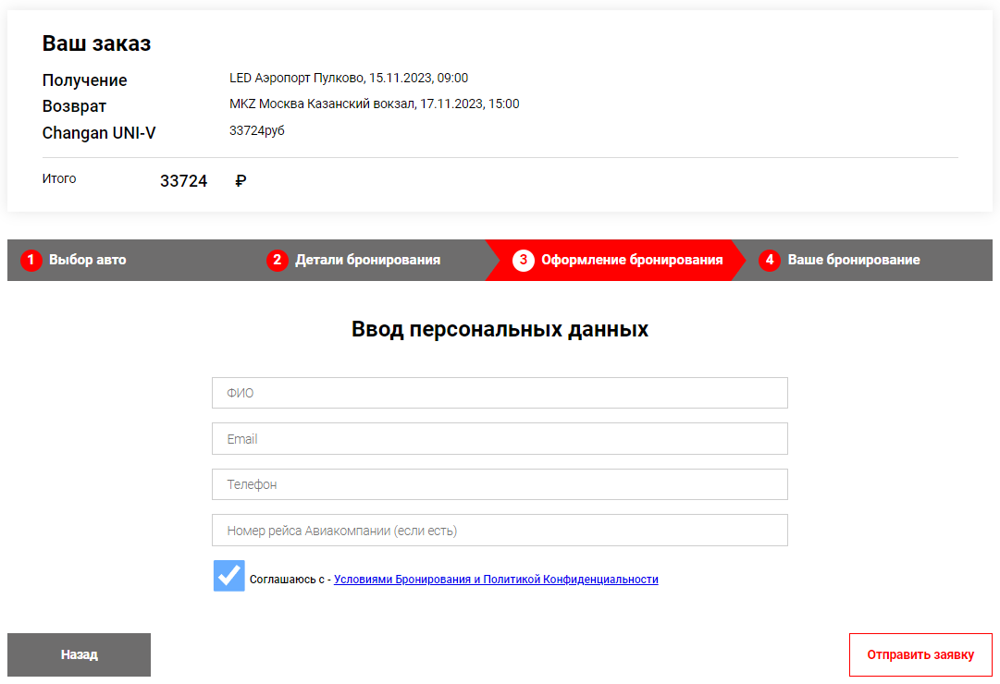 Ваш заказ
Получение LED Аэропорт Пулково, 15.11.2023, 09:00
Возврат MKZ Москва Казанский вокзал, 17.11.2023, 15:00
Changan UNI-V 33724руб
Итого 33724 ₽
1 Выбор авто 2 Детали бронирования 3 Оформление бронирования 4 Ваше бронирование
Ввод персональных данных
ФИО
Email
Телефон
Номер рейса Авиакомпании (если есть)
Соглашаюсь с - Условиями Бронирования и Политикой Конфиденциальности
Назад Отправить заявку